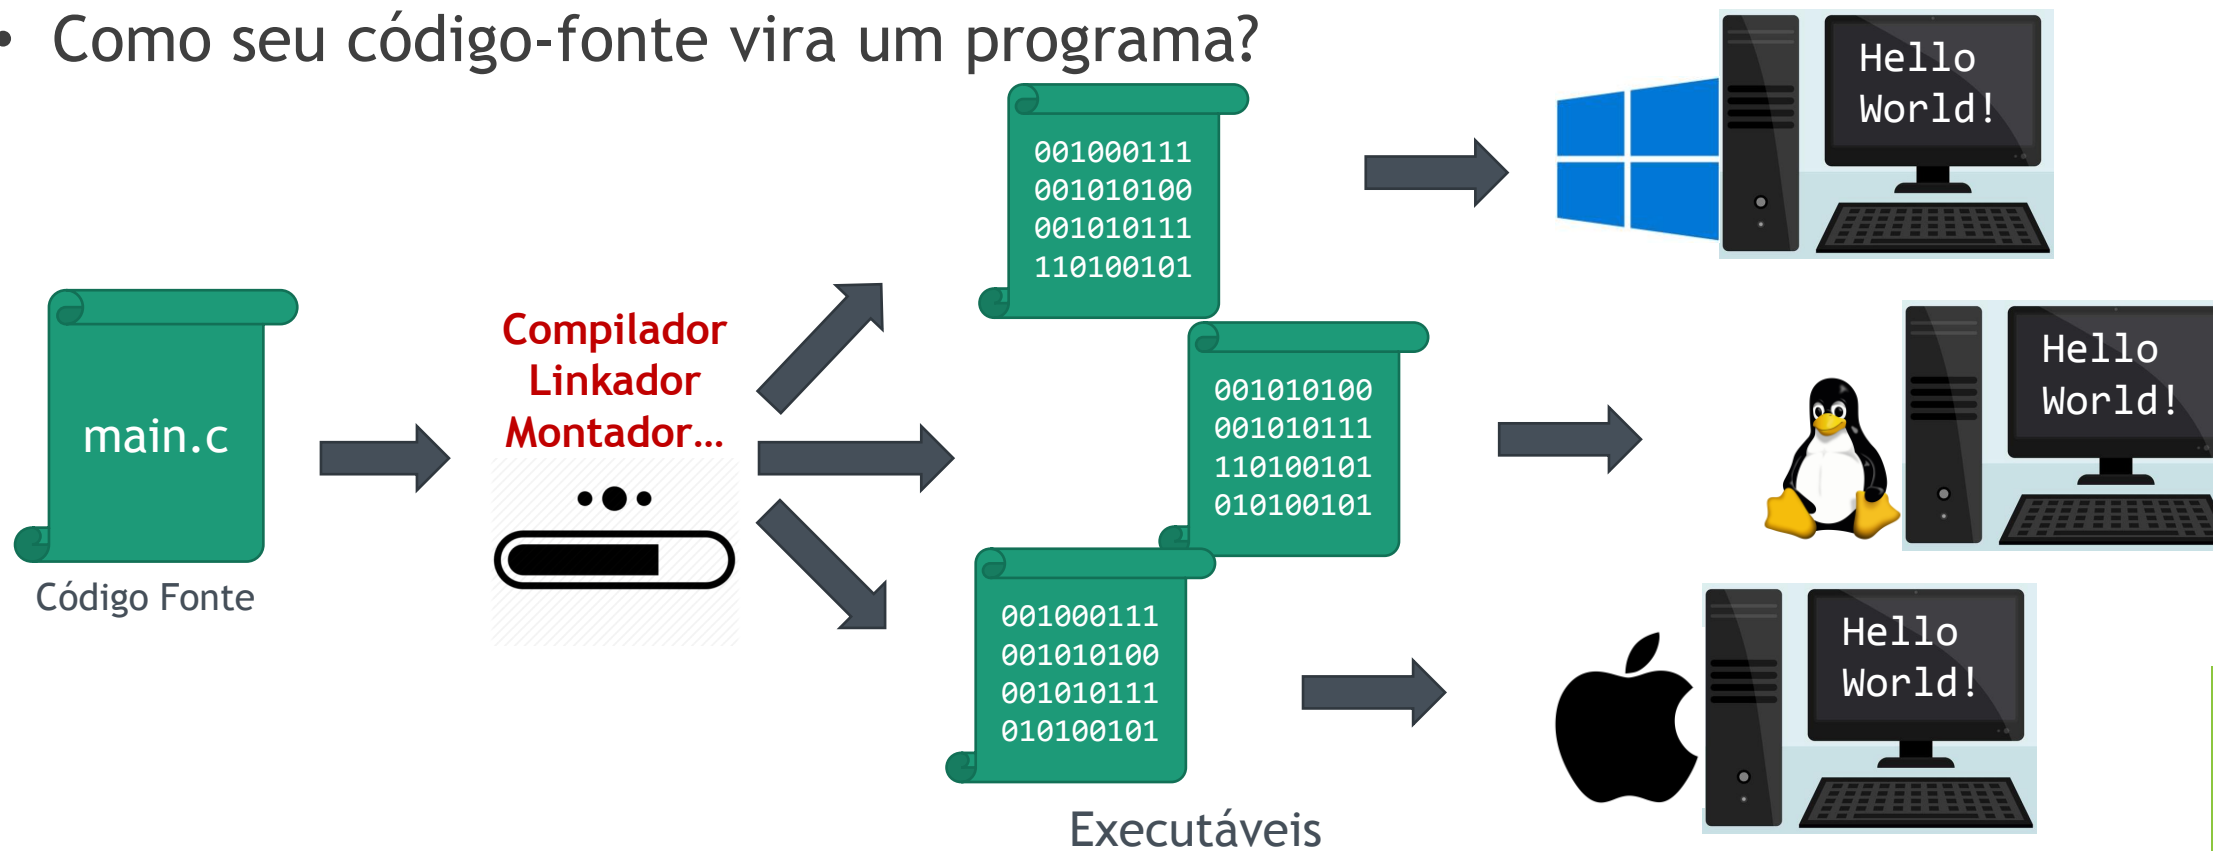 • Como seu código-fonte vira um programa?
main.c
Código Fonte
Compilador
Linkador
Montador…
001000111
001010100
001010111
110100101
001010100
001010111
110100101
010100101
001000111
001010100
001010111
010100101
Executáveis
Hello
World!
Hello
World!
Hello
World!